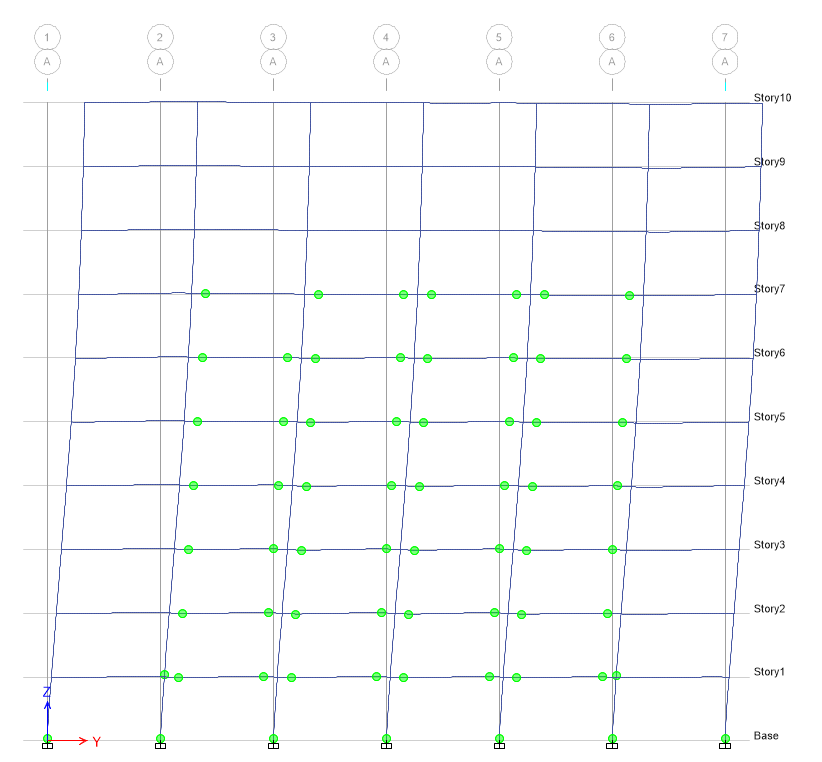 1 2 3 4 5 6 7
A A A A A A A
Story10
Story9
Story8
Story7
Story6
Story5
Story4
Story3
Story2
Story1
Z
Y
Base